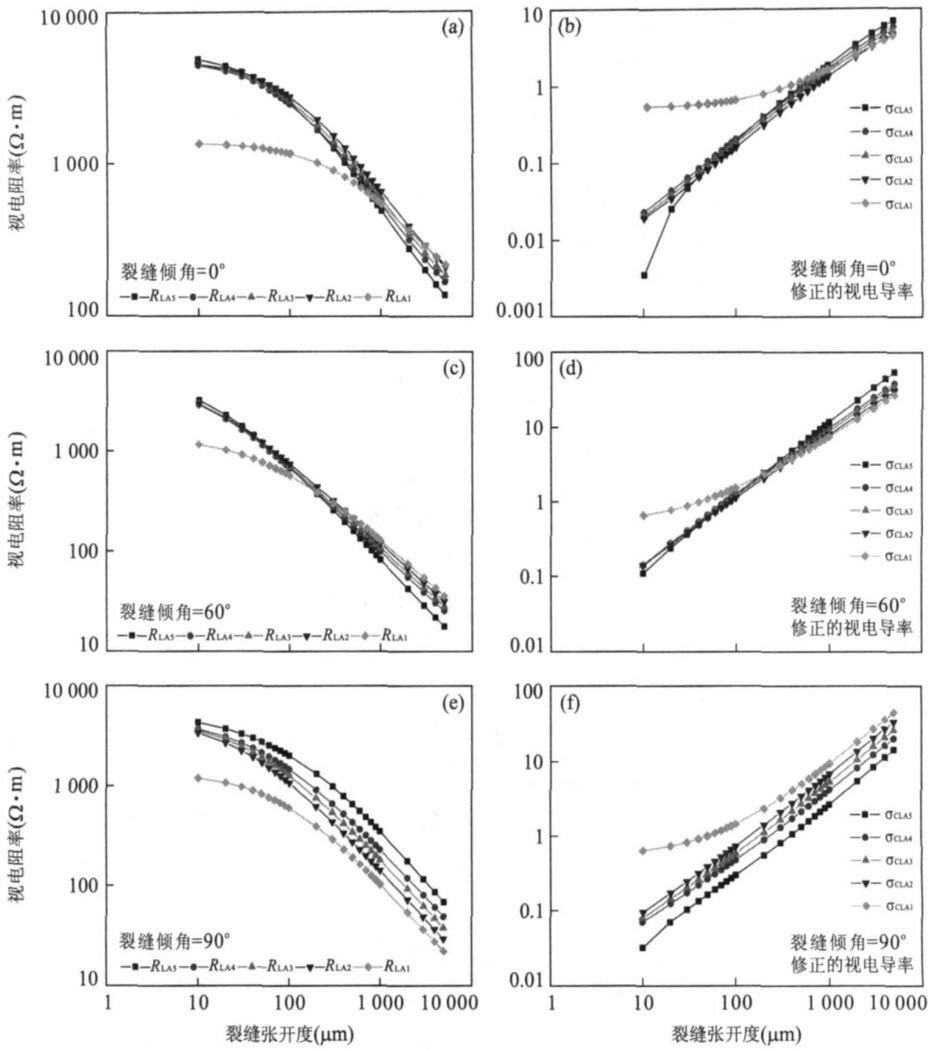 10 000
1 000
100
视电阻率(Ω·m)
(a)
裂缝倾角=0°
RLA5 RLA4 RLA3 RLA2 RLA1
10
1
0.1
0.01
0.001
(b)
σCLA5
σCLA4
σCLA3
σCLA2
σCLA1
裂缝倾角=0°
修正的视电导率
10 000
1 000
100
10
视电阻率(Ω·m)
(c)
裂缝倾角=60°
RLA5 RLA4 RLA3 RLA2 RLA1
100
10
1
0.1
0.01
(d)
σCLA5
σCLA4
σCLA3
σCLA2
σCLA1
裂缝倾角=60°
修正的视电导率
10 000
1 000
100
10
视电阻率(Ω·m)
(e)
裂缝倾角=90°
RLA5 RLA4 RLA3 RLA2 RLA1
1 10 100 1 000 10 000
裂缝张开度(μm)
100
10
1
0.1
0.01
(f)
σCLA5
σCLA4
σCLA3
σCLA2
σCLA1
裂缝倾角=90°
修正的视电导率
1 10 100 1 000 10 000
裂缝张开度(μm)